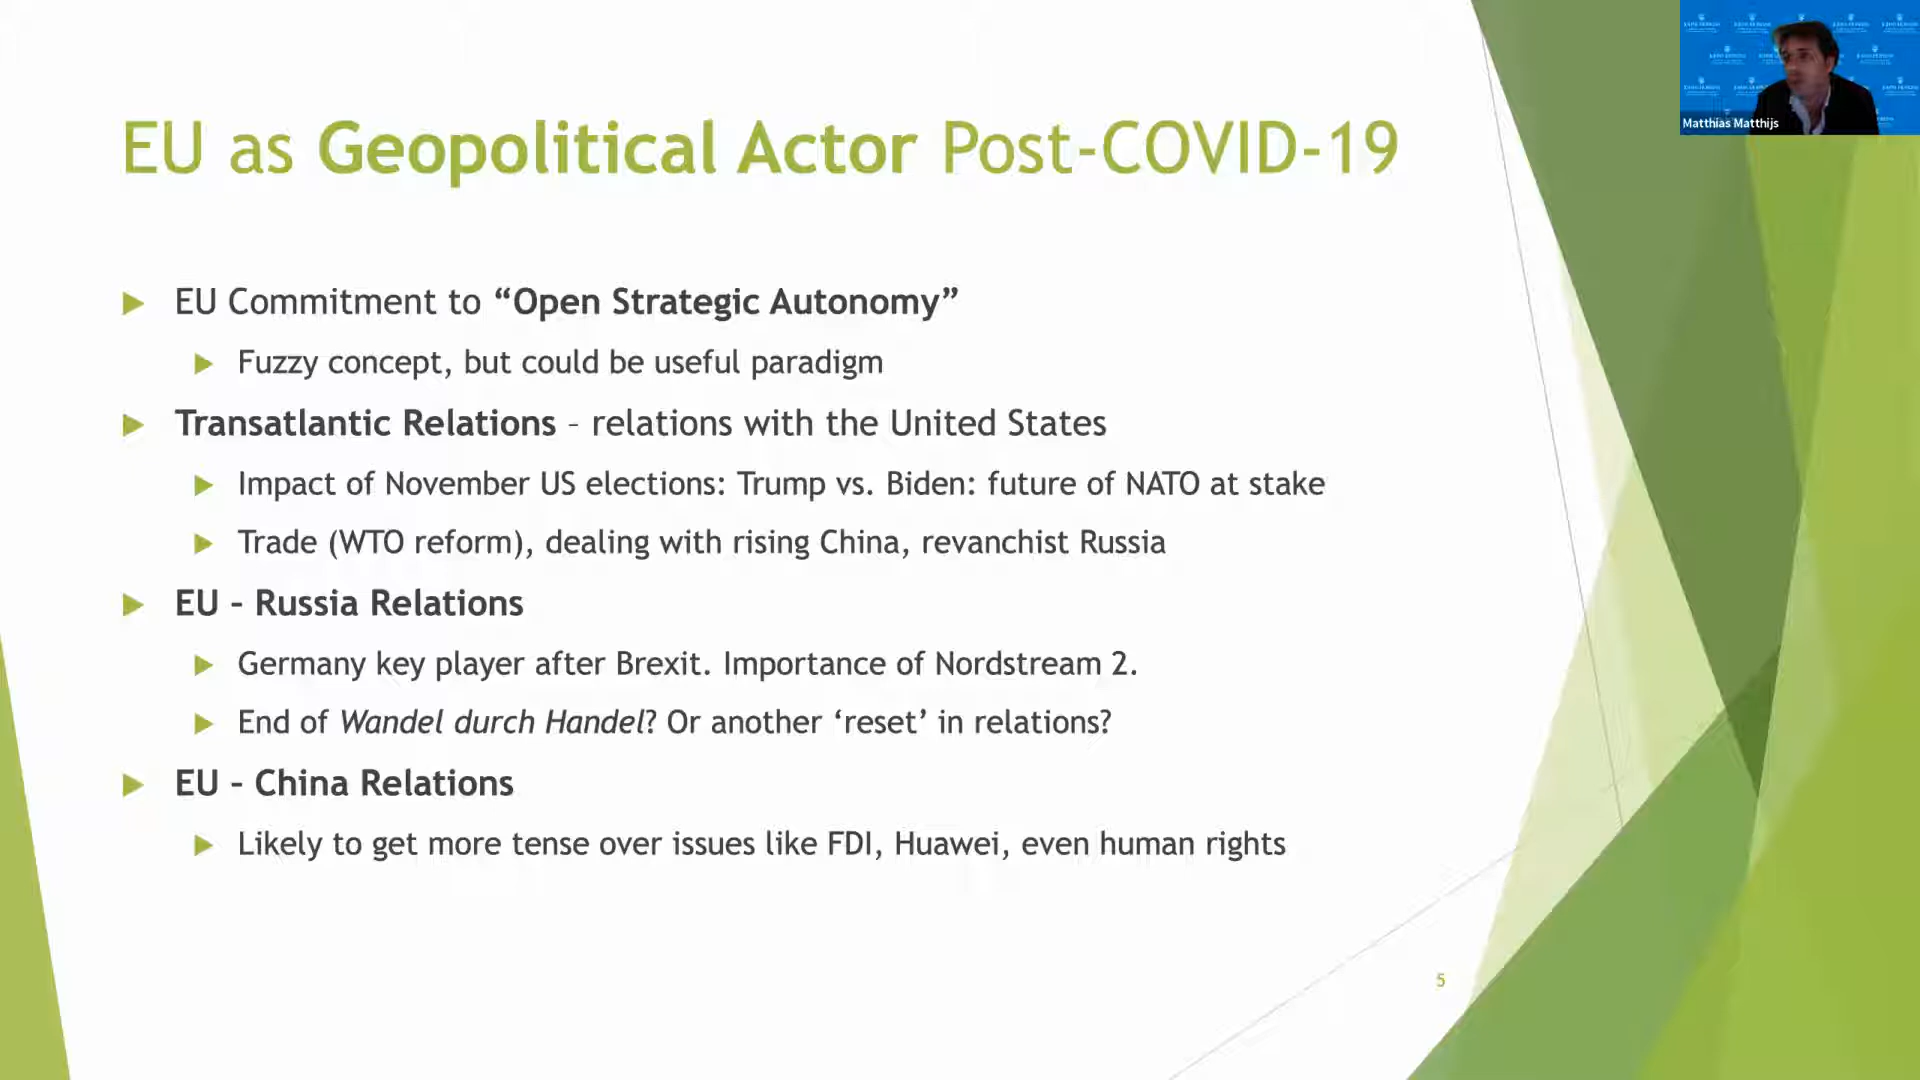 EU as Geopolitical Actor Post-COVID-19
Matthias Matthijs
EU Commitment to “Open Strategic Autonomy”
Fuzzy concept, but could be useful paradigm
Transatlantic Relations – relations with the United States
Impact of November US elections: Trump vs. Biden: future of NATO at stake
Trade (WTO reform), dealing with rising China, revanchist Russia
EU – Russia Relations
Germany key player after Brexit. Importance of Nordstream 2.
End of Wandel durch Handel? Or another ‘reset’ in relations?
EU – China Relations
Likely to get more tense over issues like FDI, Huawei, even human rights
5